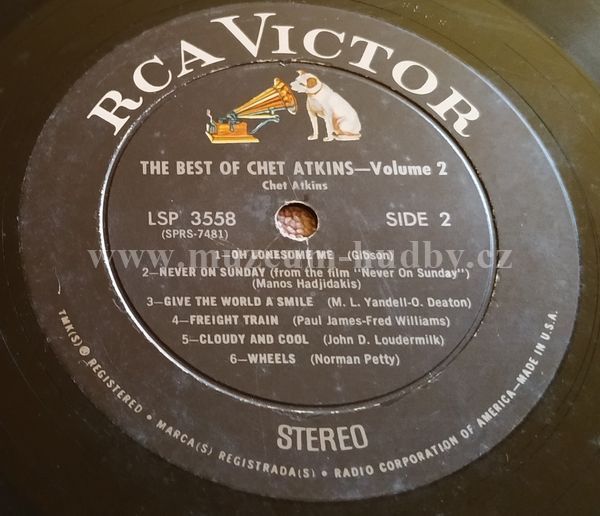 RCA VICTOR
THE BEST OF CHET ATKINS—Volume 2
Chet Atkins
LSP 3558 SIDE 2
(SPRS-7481)
1—OH LONESOME ME (Gibson)
2—NEVER ON SUNDAY (from the film "Never On Sunday")
(Manos Hadjidakis)
3—GIVE THE WORLD A SMILE (M. L. Yandell-O. Deaton)
4—FREIGHT TRAIN (Paul James-Fred Williams)
5—CLOUDY AND COOL (John D. Loudermilk)
6—WHEELS (Norman Petty)
STEREO
TMK(S) ® REGISTERED • MARCA(S) REGISTRADA(S) • RADIO CORPORATION OF AMERICA—MADE IN U.S.A.
www.muzeum-hudby.cz